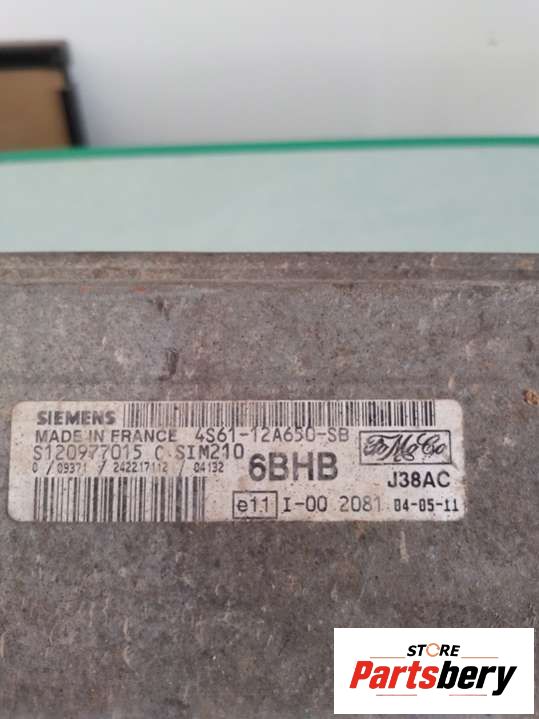 SIEMENS
MADE IN FRANCE 4S61-12A650-SB
S120977015 C SIM210
0 / 09371 / 242217112 / 04132
6BHB
FoMoCo
J38AC
e11 I-00 2081 04-05-11
STORE
Partsbery